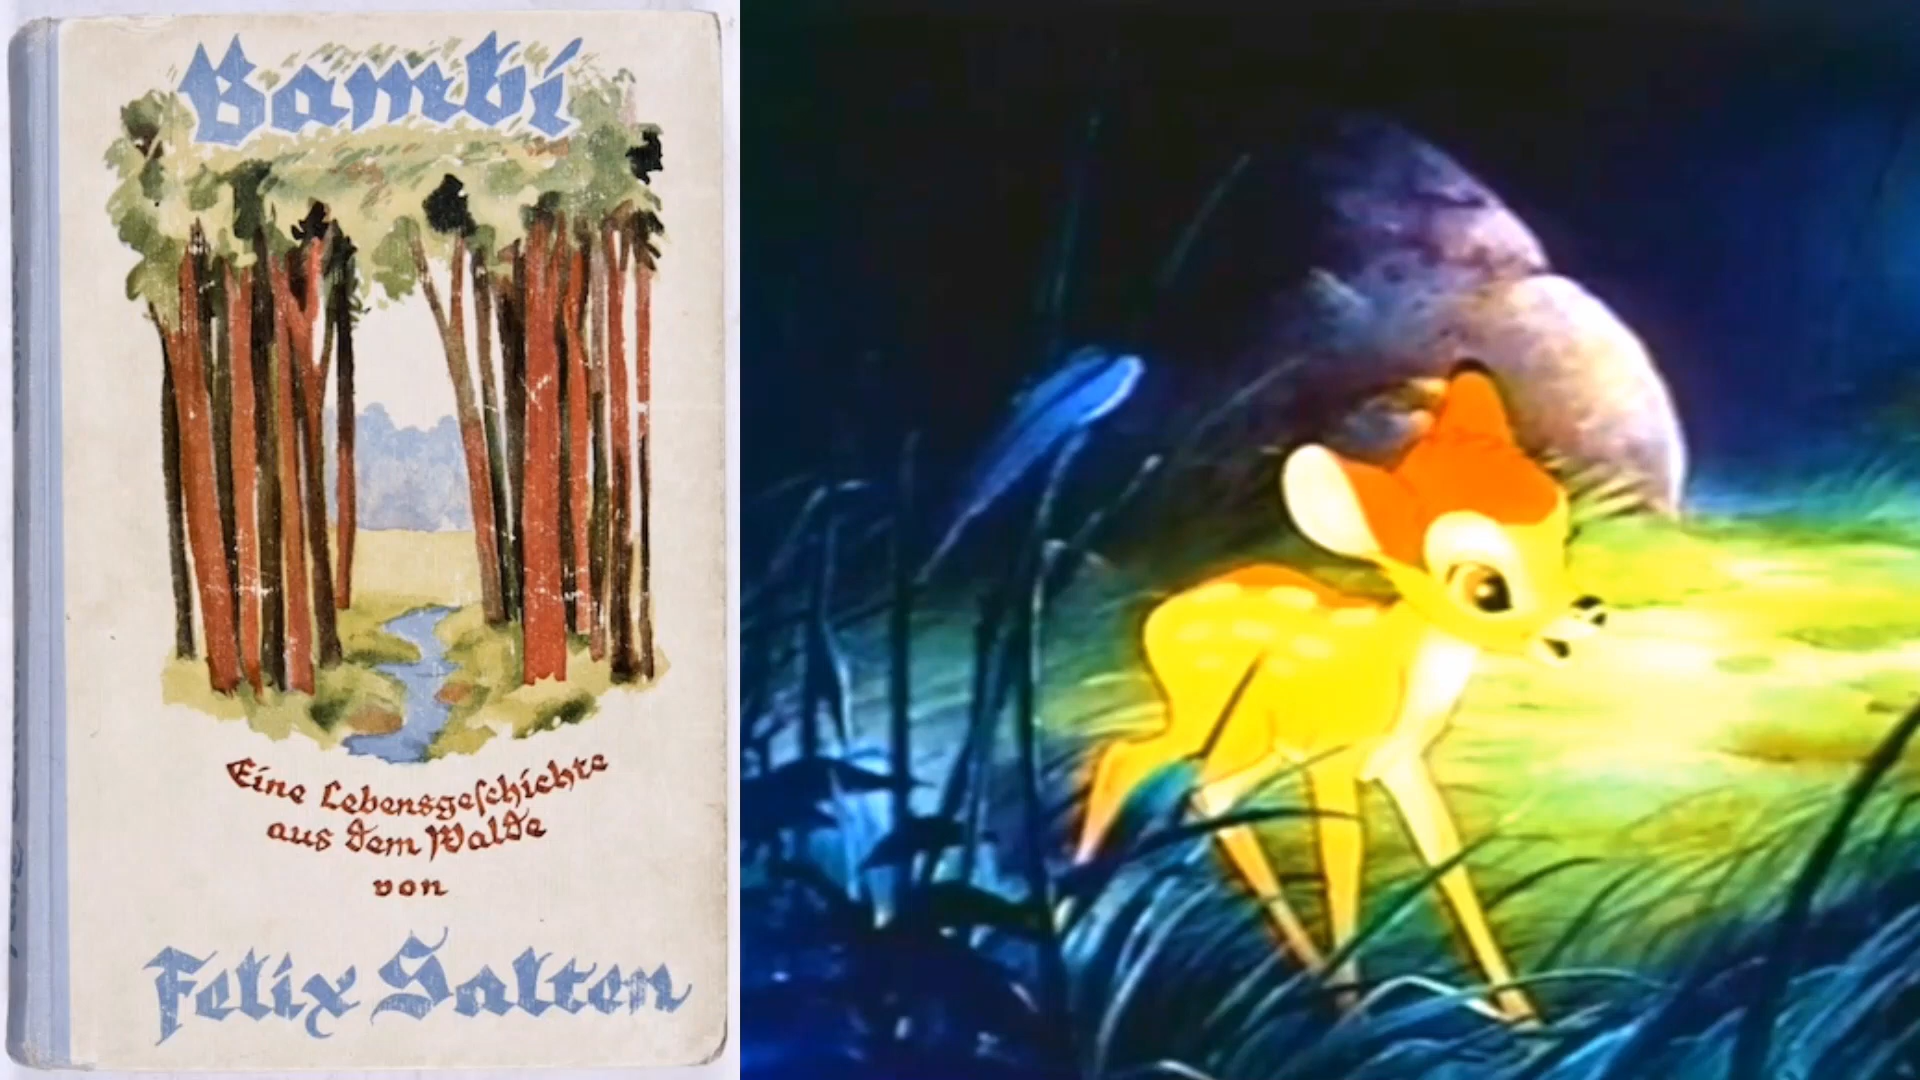 Bambi
Eine Lebensgeſchichte
aus dem Walde
von
Felix Salten